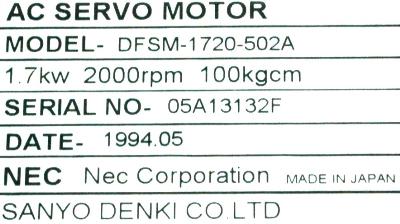 AC SERVO MOTOR
MODEL- DFSM-1720-502A
1.7kw 2000rpm 100kgcm
SERIAL NO- 05A13132F
DATE- 1994.05
NEC Nec Corporation MADE IN JAPAN
SANYO DENKI CO.LTD